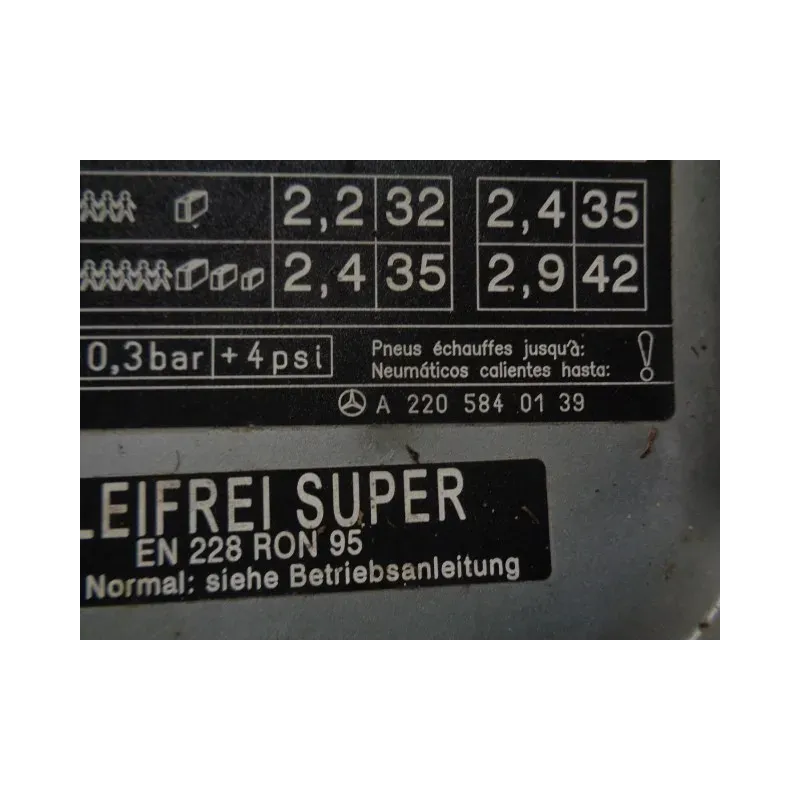 2,2 32 2,4 35
2,4 35 2,9 42
0,3bar +4psi
Pneus échauffes jusqu'à:
Neumáticos calientes hasta: !
A 220 584 01 39
LEIFREI SUPER
EN 228 RON 95
Normal: siehe Betriebsanleitung